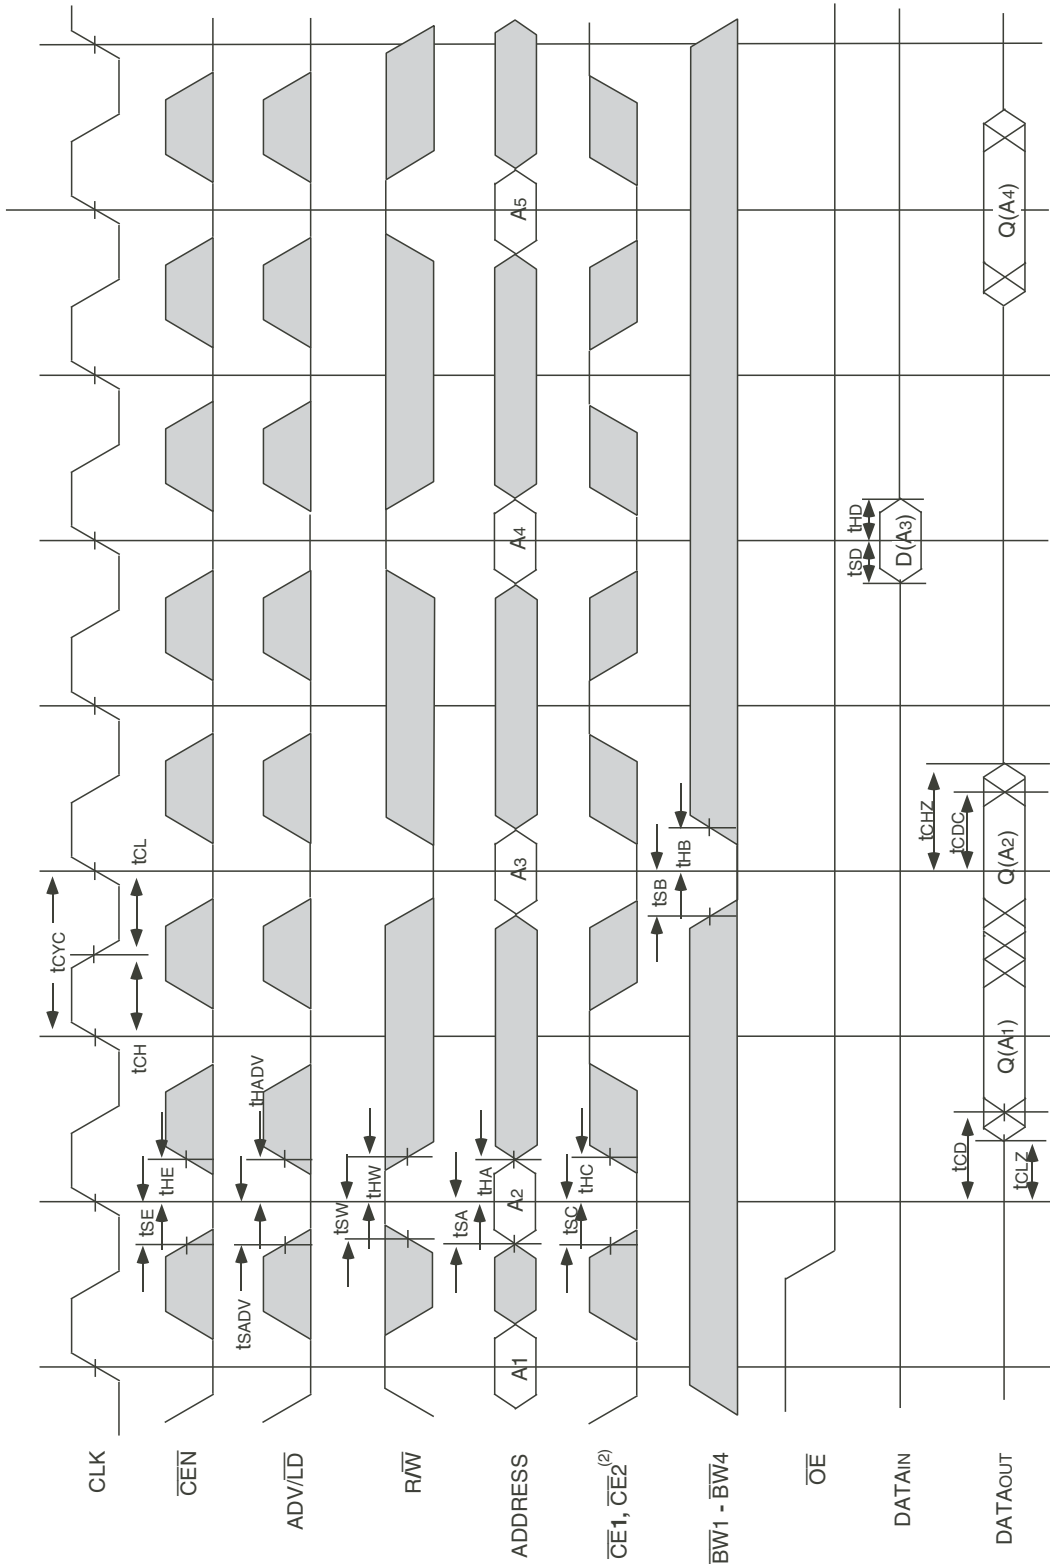 CLK
tCYC
tCH
tCL
CEN
tSE
tHE
ADV/LD
tSADV
tHADV
R/W
tSW
tHW
ADDRESS
A1
A2
A3
A4
A5
tSA
tHA
CE1, CE2(2)
tSC
tHC
BW1 - BW4
tSB
tHB
OE
DATAIN
D(A3)
tSD
tHD
DATAOUT
tCD
tCLZ
Q(A1)
Q(A2)
tCHZ
tCDC
Q(A4)